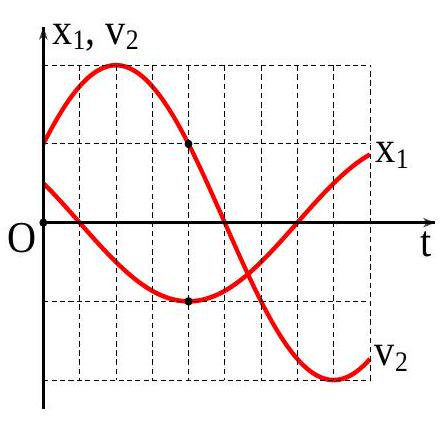 x₁, v₂
x₁
O
t
v₂